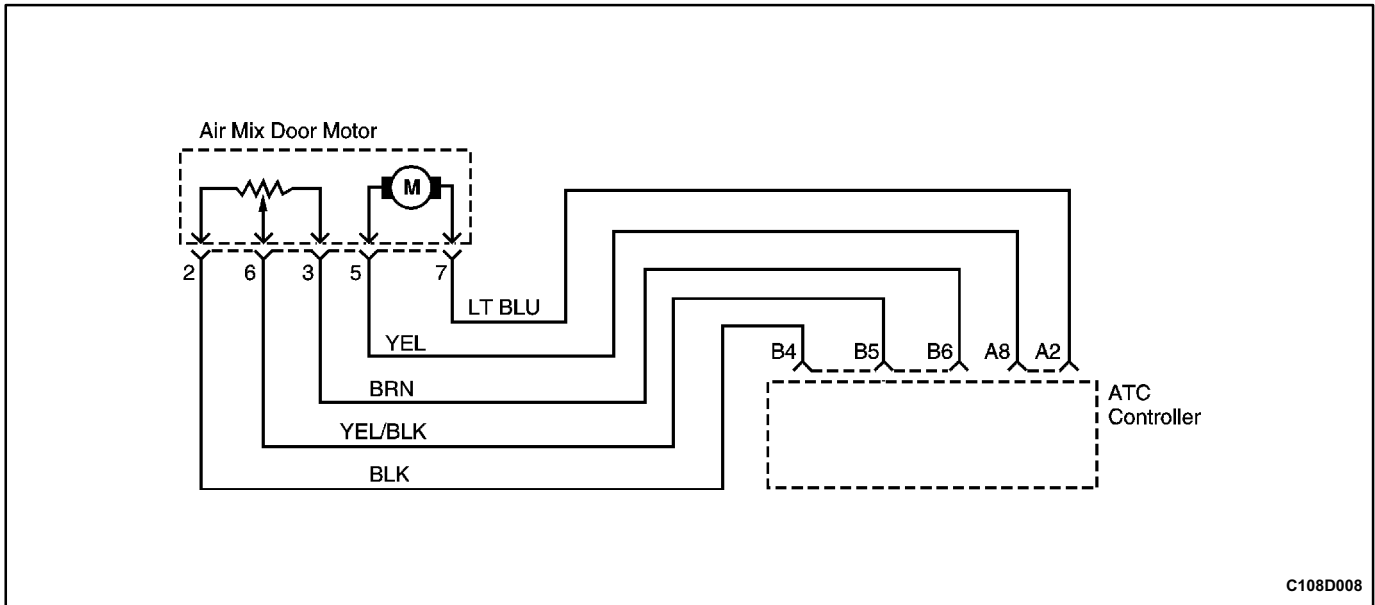 Air Mix Door Motor
M
2 6 3 5 7
LT BLU
YEL
B4 B5 B6 A8 A2
BRN
ATC
Controller
YEL/BLK
BLK
C108D008